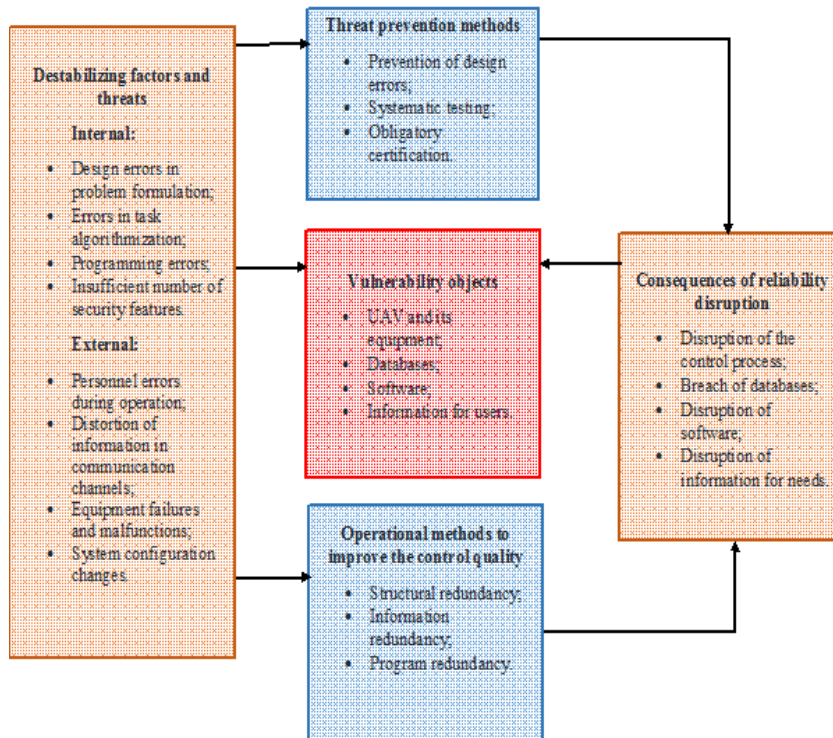 Destabilizing factors and
threats
Internal:
• Design errors in
problem formulation;
• Errors in task
algorithmization;
• Programming errors;
• Insufficient number of
security features.
External:
• Personnel errors
during operation;
• Distortion of
information in
communication
channels;
• Equipment failures
and malfunctions;
• System configuration
changes.
Threat prevention methods
• Prevention of design
errors;
• Systematic testing;
• Obligatory
certification.
Vulnerability objects
• UAV and its
equipment;
• Databases;
• Software;
• Information for users.
Operational methods to
improve the control quality
• Structural redundancy;
• Information
redundancy;
• Program redundancy.
Consequences of reliability
disruption
• Disruption of the
control process;
• Breach of databases;
• Disruption of
software;
• Disruption of
information for needs.